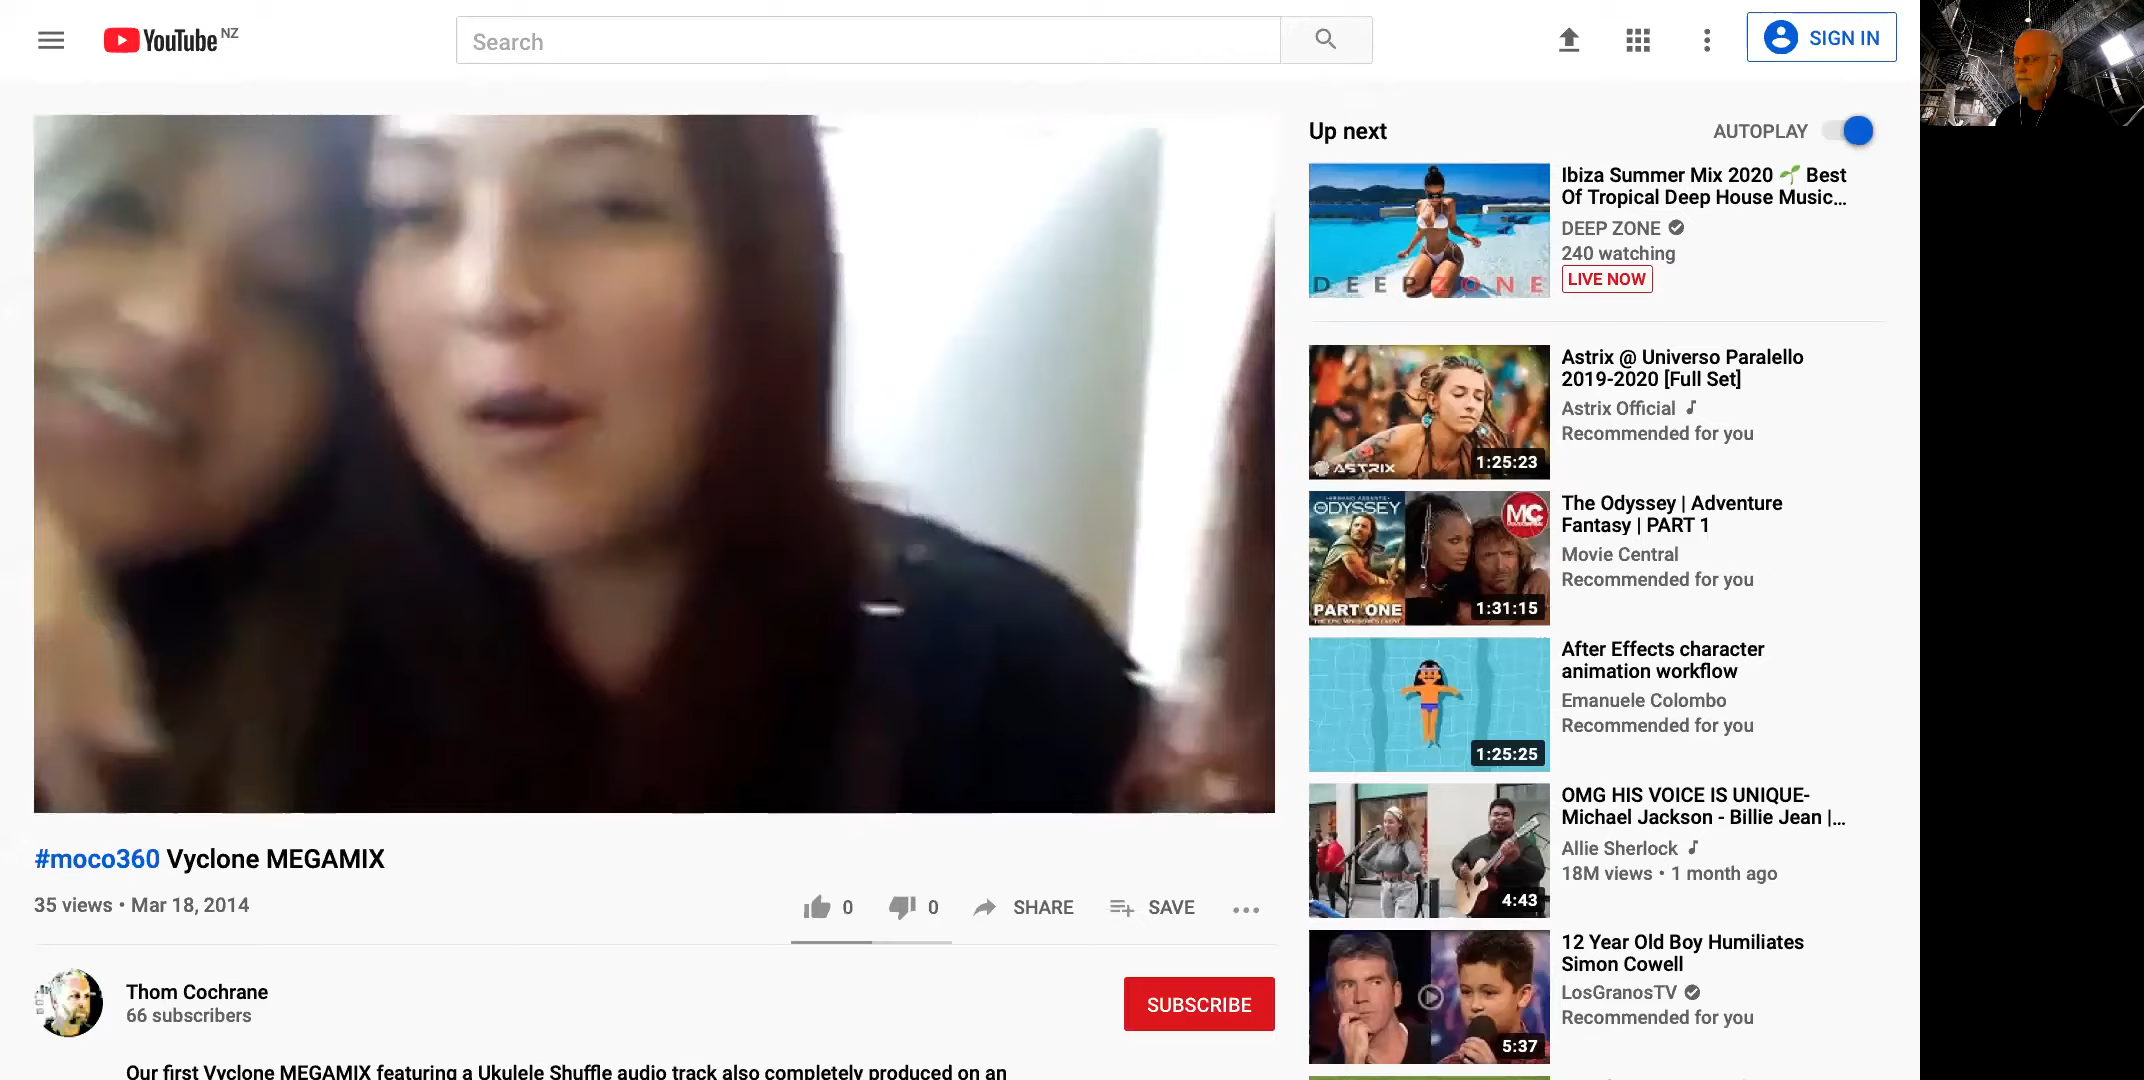 YouTube NZ
Search
SIGN IN
Up next
AUTOPLAY
Ibiza Summer Mix 2020 🌱 Best
Of Tropical Deep House Music...
DEEP ZONE
240 watching
LIVE NOW
DEEP ZONE
Astrix @ Universo Paralello
2019-2020 [Full Set]
Astrix Official
Recommended for you
ASTRIX
1:25:23
The Odyssey | Adventure
Fantasy | PART 1
Movie Central
Recommended for you
ODYSSEY
MC
PART ONE
1:31:15
After Effects character
animation workflow
Emanuele Colombo
Recommended for you
1:25:25
OMG HIS VOICE IS UNIQUE-
Michael Jackson - Billie Jean |...
Allie Sherlock
18M views • 1 month ago
4:43
12 Year Old Boy Humiliates
Simon Cowell
LosGranosTV
Recommended for you
5:37
#moco360 Vyclone MEGAMIX
35 views • Mar 18, 2014
0
0
SHARE
SAVE
Thom Cochrane
66 subscribers
SUBSCRIBE
Our first Vyclone MEGAMIX featuring a Ukulele Shuffle audio track also completely produced on an